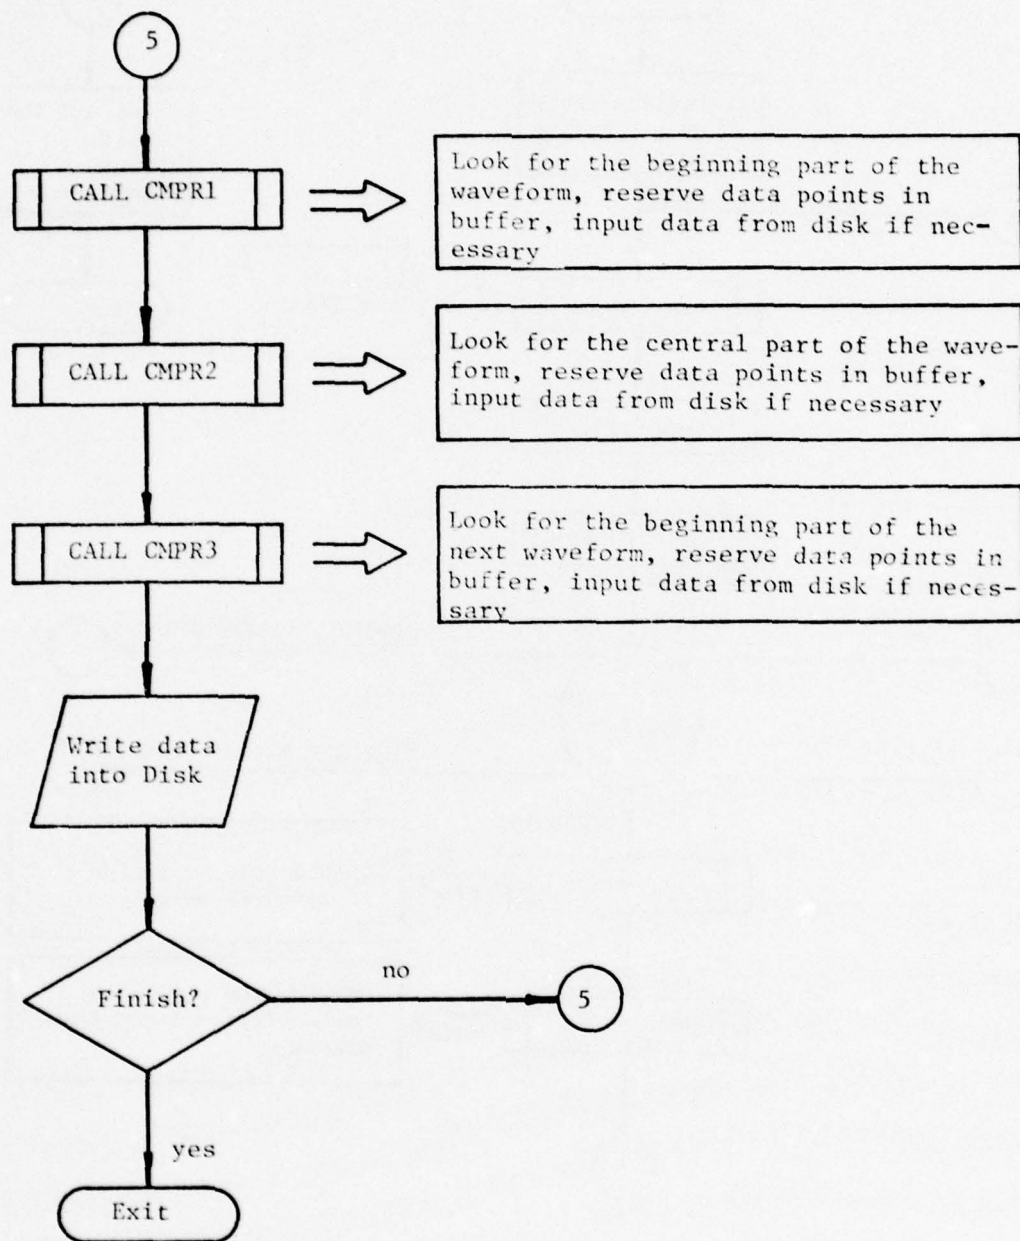 5
CALL CMPR1
Look for the beginning part of the
waveform, reserve data points in
buffer, input data from disk if nec-
essary
CALL CMPR2
Look for the central part of the wave-
form, reserve data points in buffer,
input data from disk if necessary
CALL CMPR3
Look for the beginning part of the
next waveform, reserve data points in
buffer, input data from disk if neces-
sary
Write data
into Disk
Finish?
no
5
yes
Exit